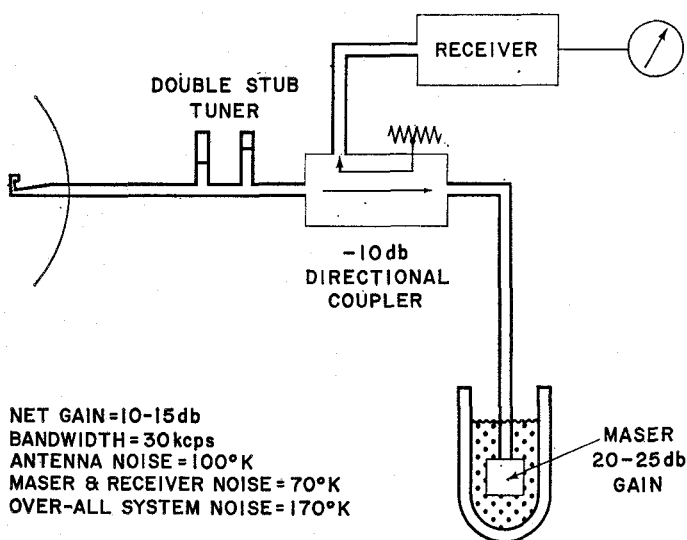 RECEIVER
DOUBLE STUB
TUNER
-10db
DIRECTIONAL
COUPLER
NET GAIN=10-15db
BANDWIDTH=30kcps
ANTENNA NOISE=100°K
MASER & RECEIVER NOISE=70°K
OVER-ALL SYSTEM NOISE=170°K
MASER
20-25db
GAIN